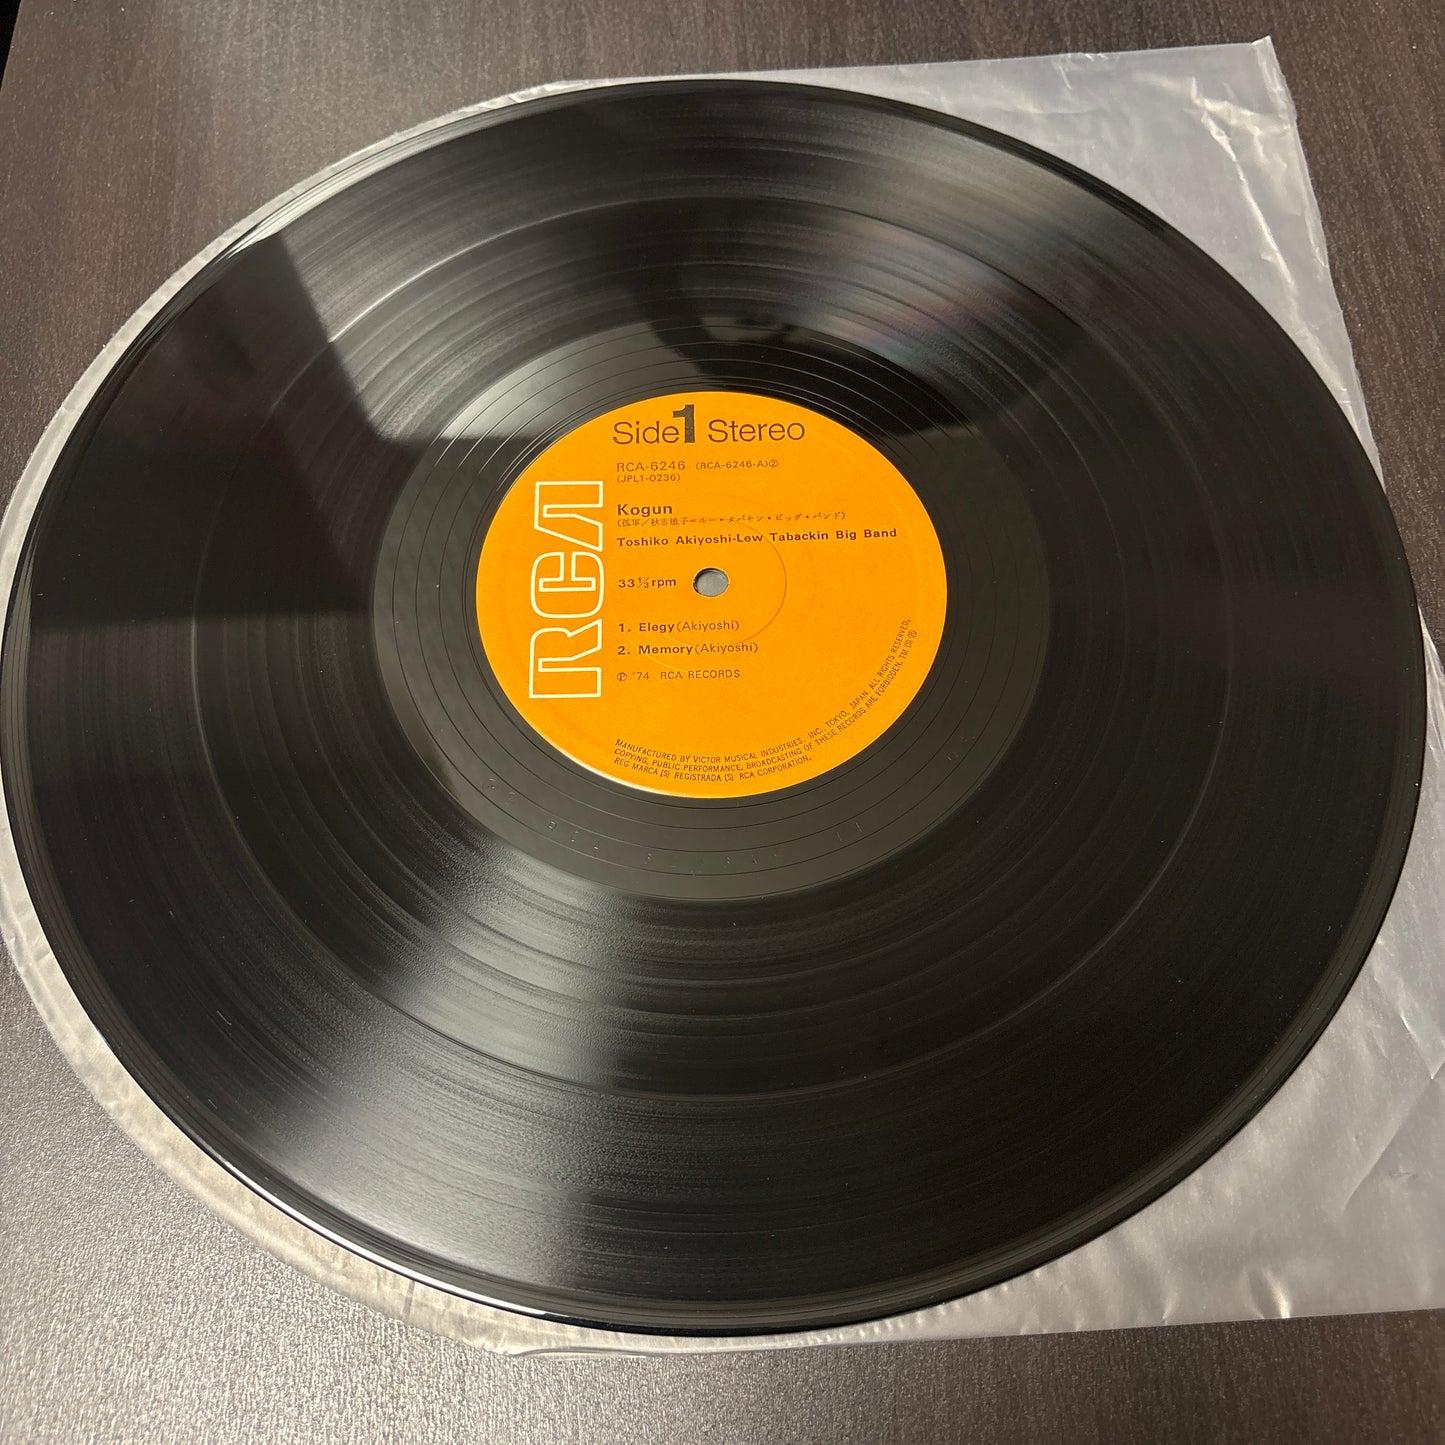 Side 1 Stereo
RCA-6246 (RCA-6246-A)②
(JPL1-0236)
Kogun
(孤軍/秋吉敏子=ルー・タバキン・ビッグ・バンド)
Toshiko Akiyoshi-Lew Tabackin Big Band
33⅓rpm
1. Elegy(Akiyoshi)
2. Memory(Akiyoshi)
Ⓟ '74 RCA RECORDS
RCA
MANUFACTURED BY VICTOR MUSICAL INDUSTRIES, INC., TOKYO, JAPAN. ALL RIGHTS RESERVED,
COPYING, PUBLIC PERFORMANCE, BROADCASTING OF THESE RECORDS ARE FORBIDDEN. TM(S)Ⓡ
REG MARCA (S) REGISTRADA (S) RCA CORPORATION.